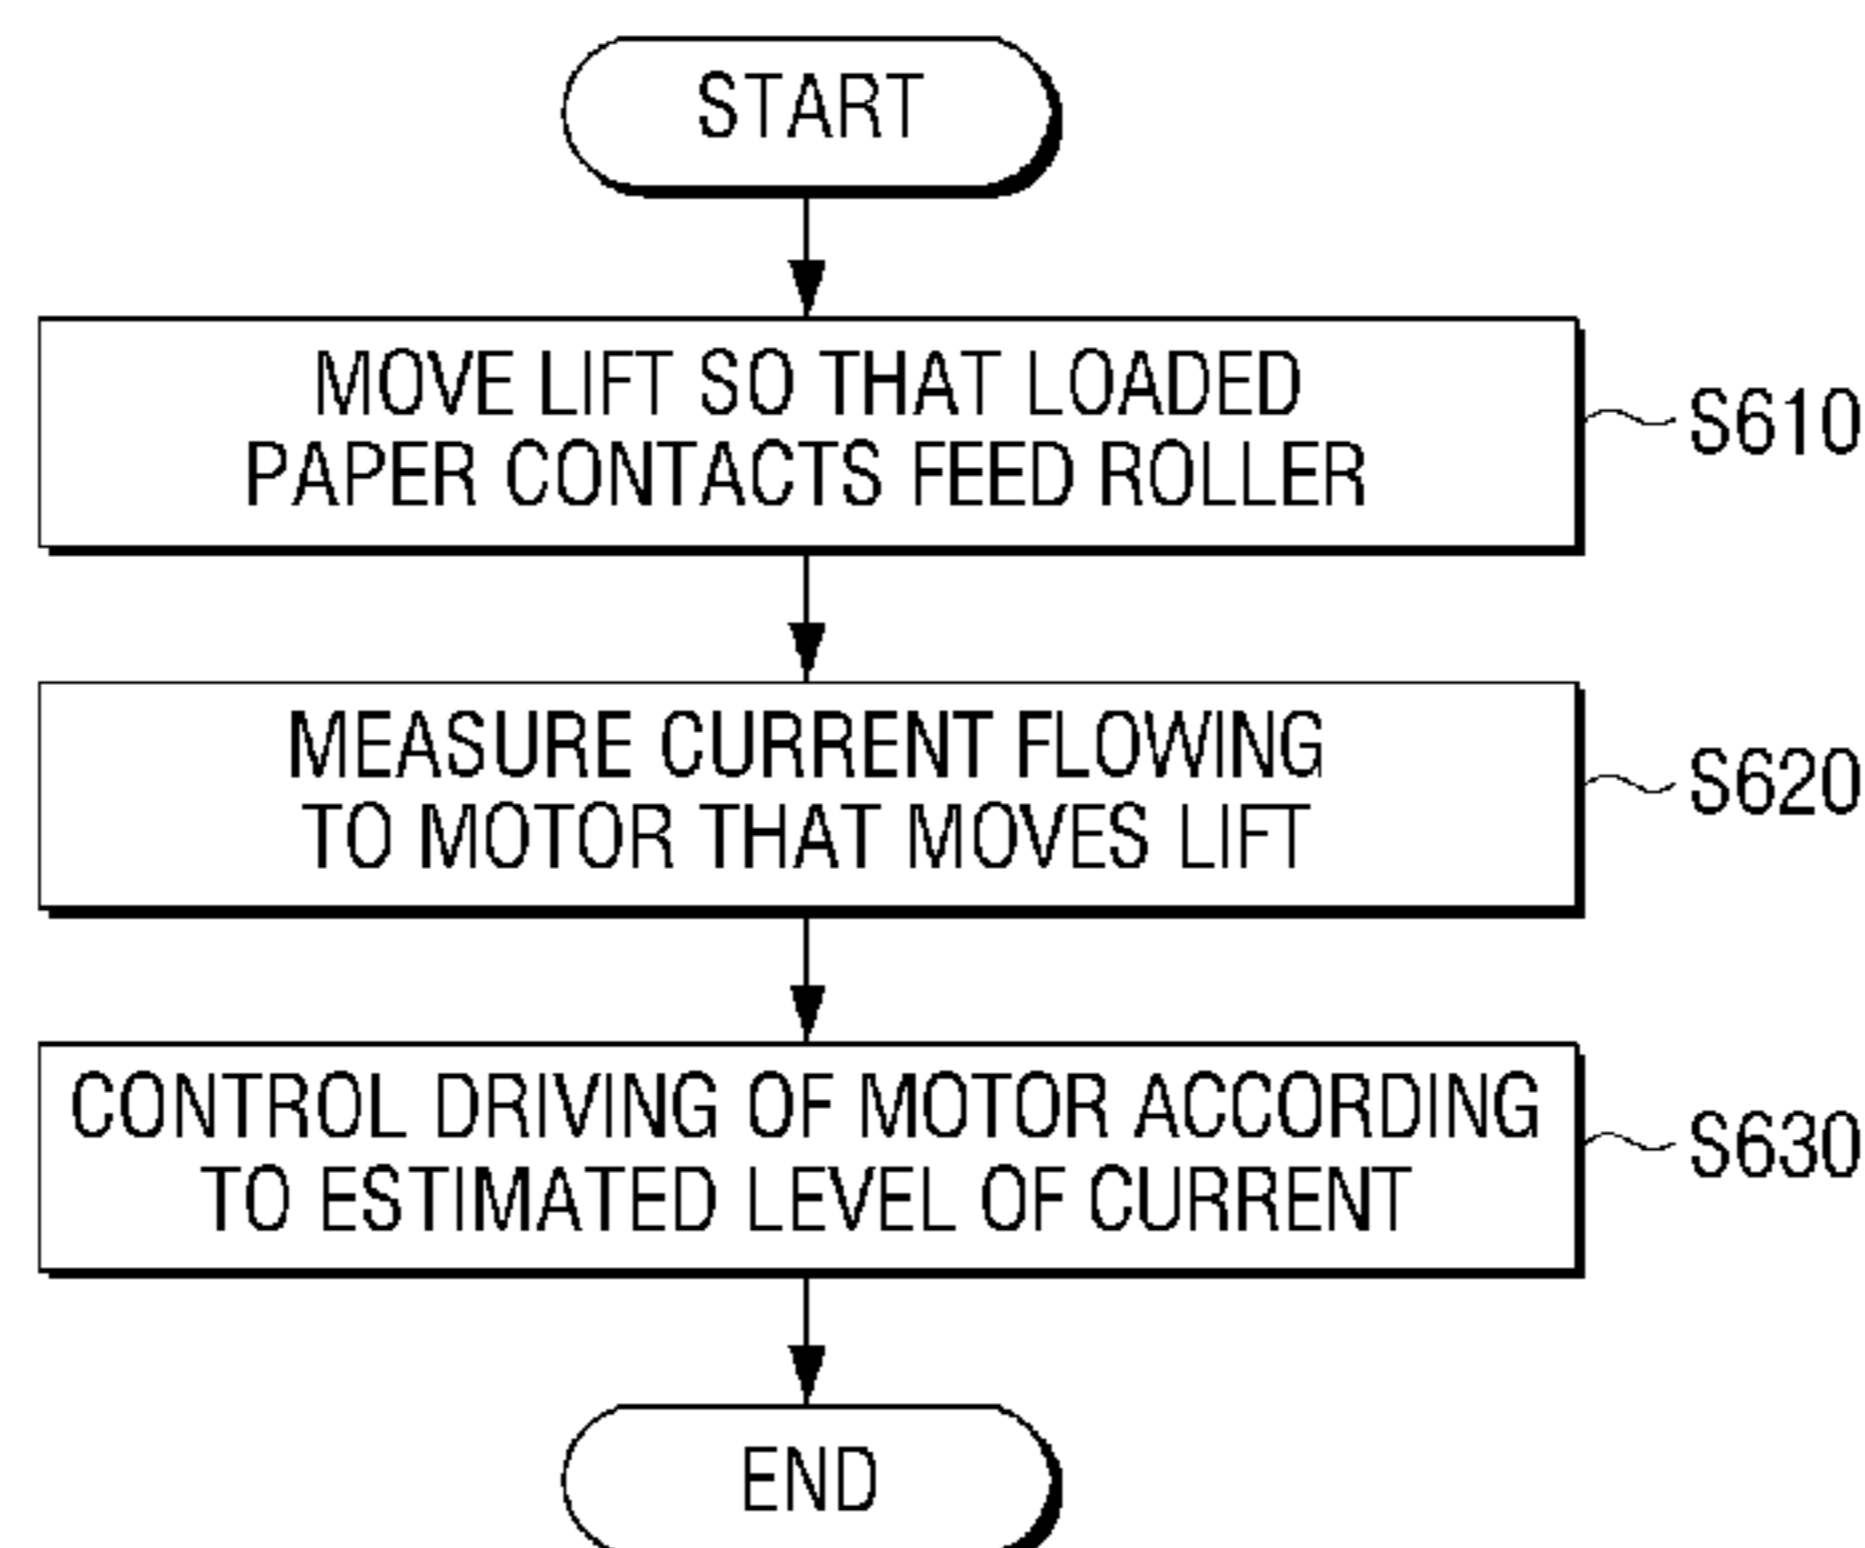 START
MOVE LIFT SO THAT LOADED
PAPER CONTACTS FEED ROLLER
S610
MEASURE CURRENT FLOWING
TO MOTOR THAT MOVES LIFT
S620
CONTROL DRIVING OF MOTOR ACCORDING
TO ESTIMATED LEVEL OF CURRENT
S630
END